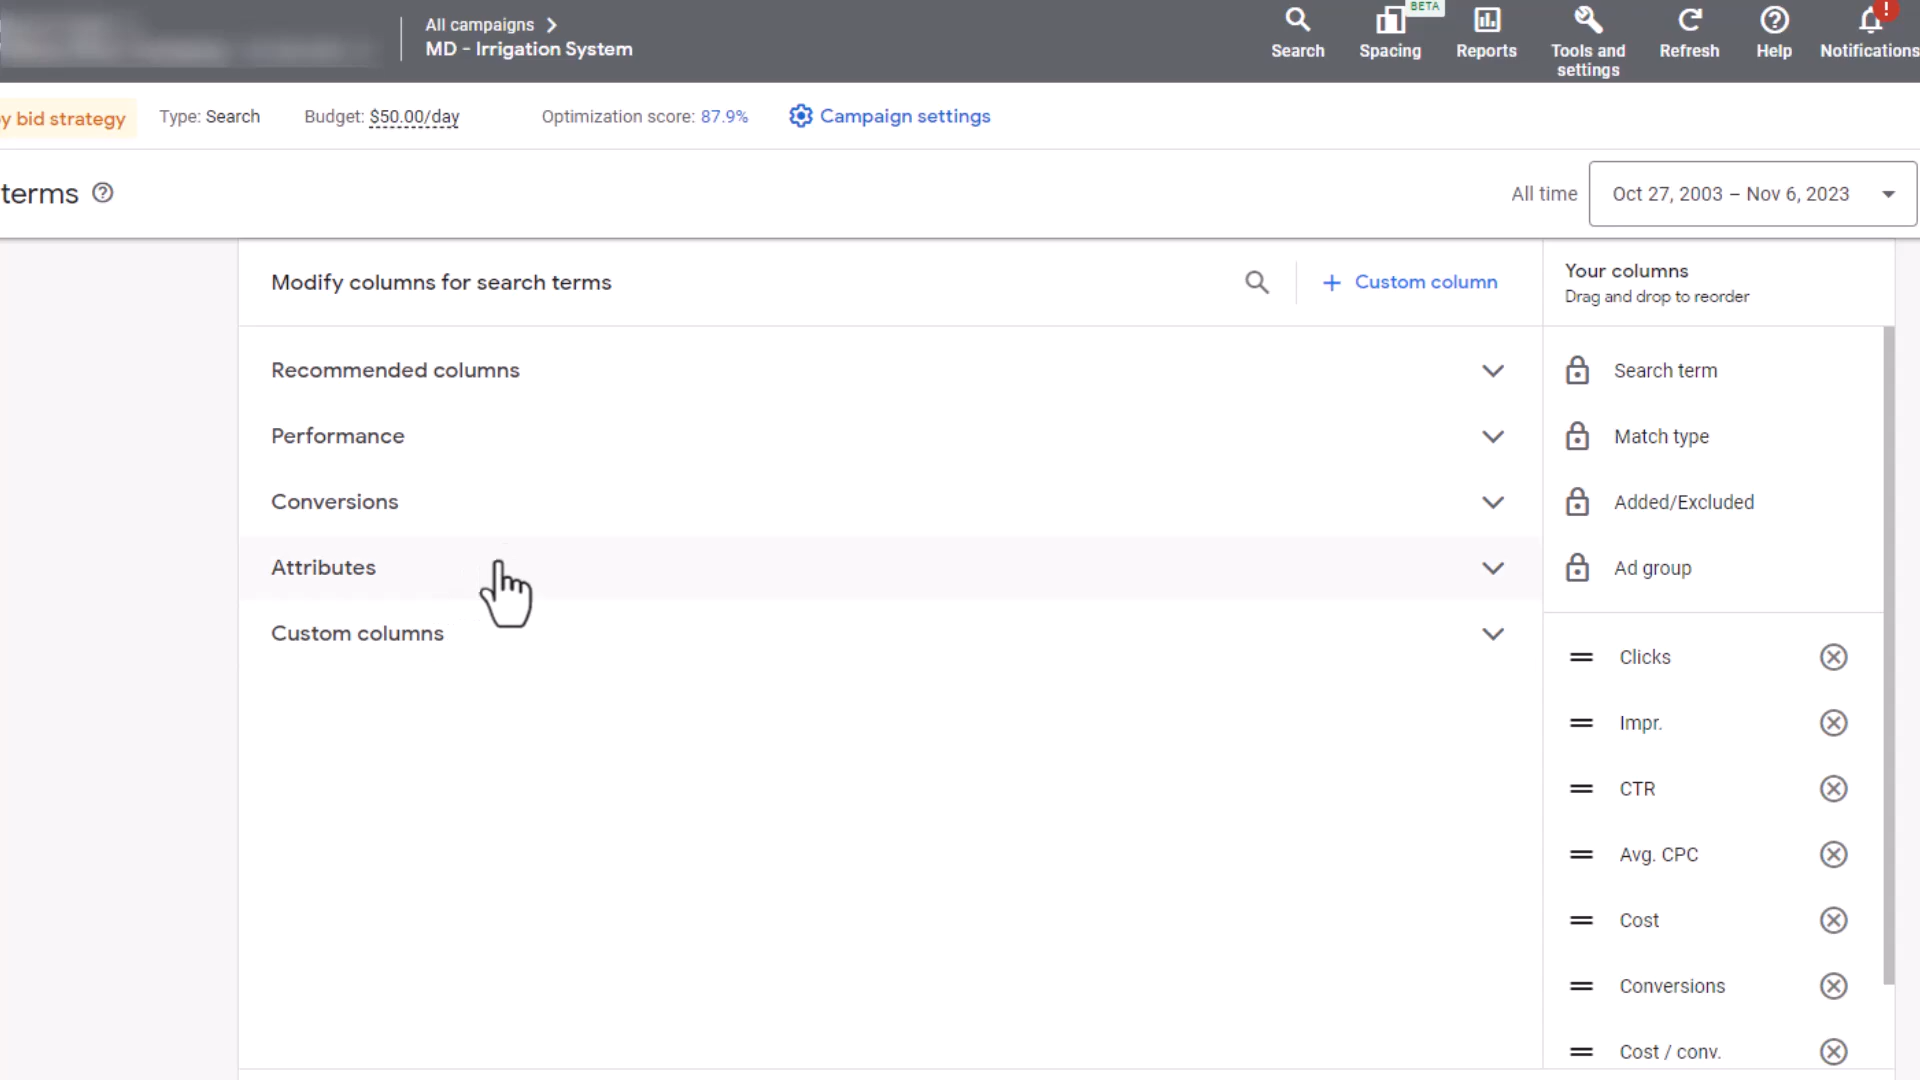 All campaigns
MD - Irrigation System
Search
BETA
Spacing
Reports
Tools and
settings
Refresh
Help
!
Notifications
y bid strategy
Type: Search
Budget: $50.00/day
Optimization score: 87.9%
Campaign settings
terms
All time
Oct 27, 2003 – Nov 6, 2023
Modify columns for search terms
+ Custom column
Your columns
Drag and drop to reorder
Recommended columns
Performance
Conversions
Attributes
Custom columns
Search term
Match type
Added/Excluded
Ad group
Clicks
Impr.
CTR
Avg. CPC
Cost
Conversions
Cost / conv.